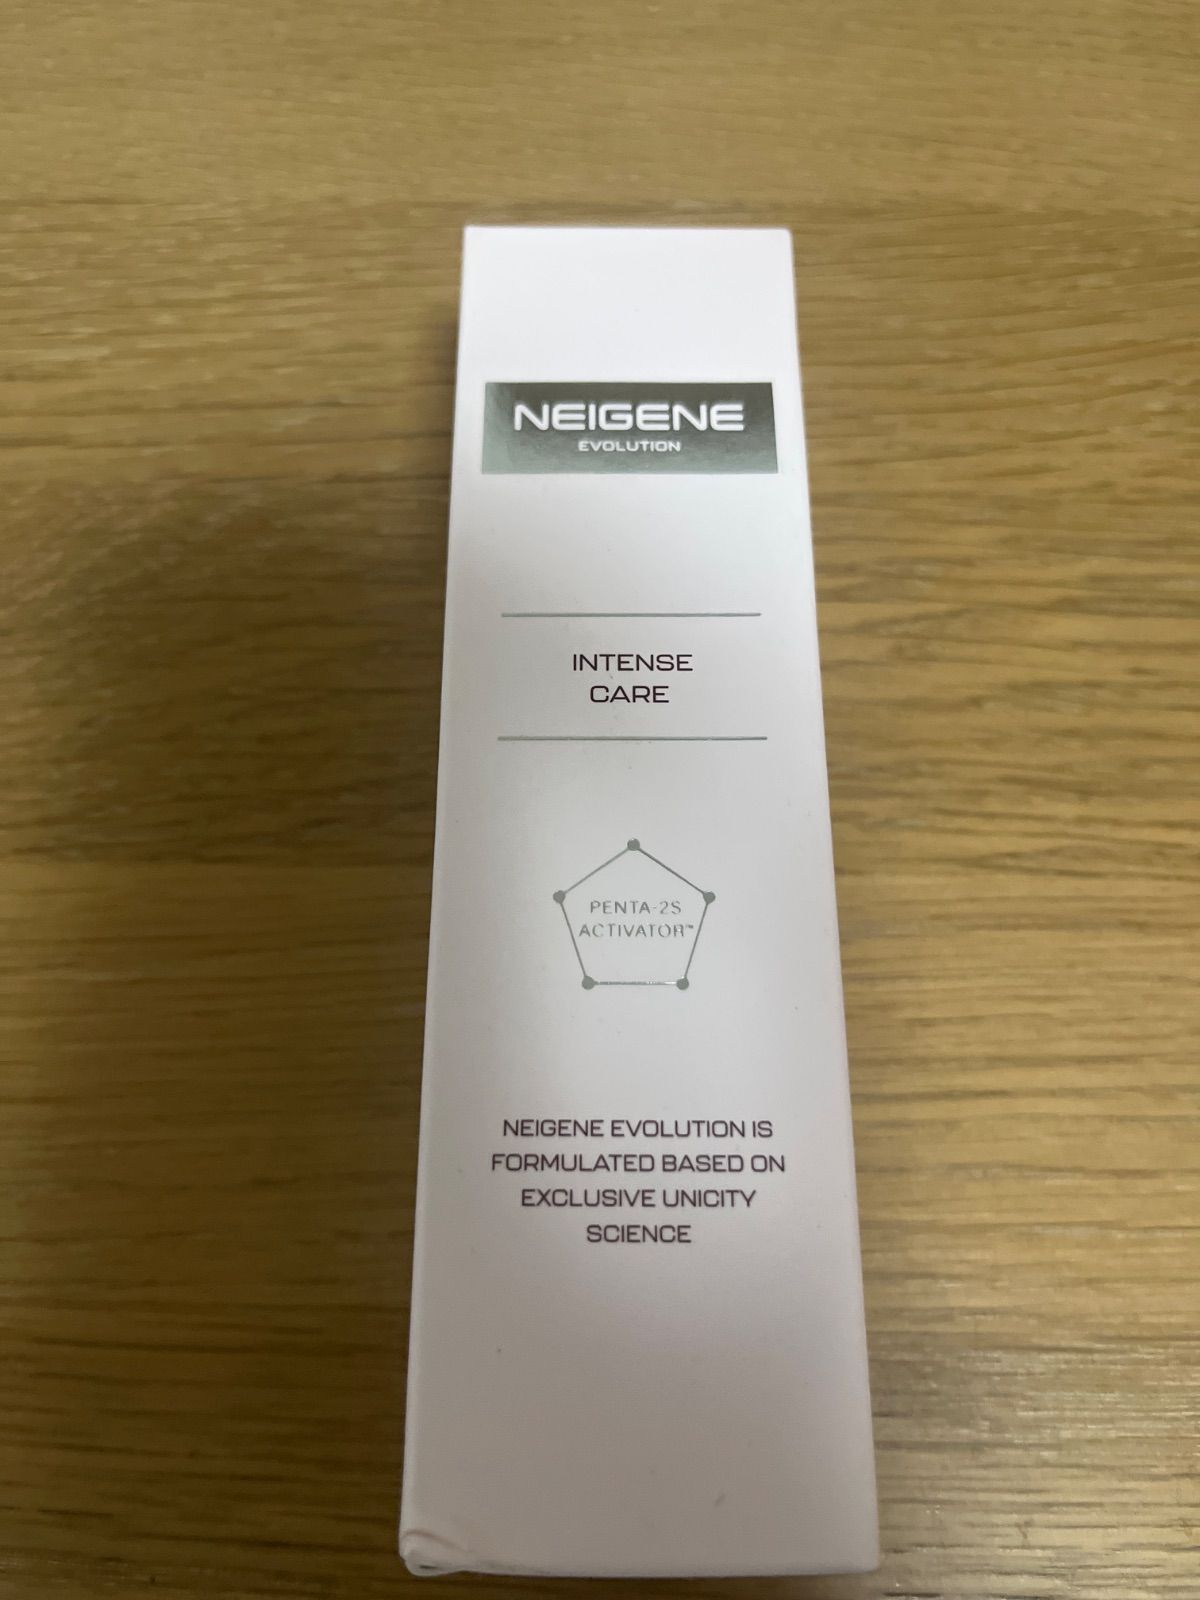 NEIGENE
EVOLUTION
INTENSE
CARE
PENTA-2S
ACTIVATOR™
NEIGENE EVOLUTION IS
FORMULATED BASED ON
EXCLUSIVE UNICITY
SCIENCE